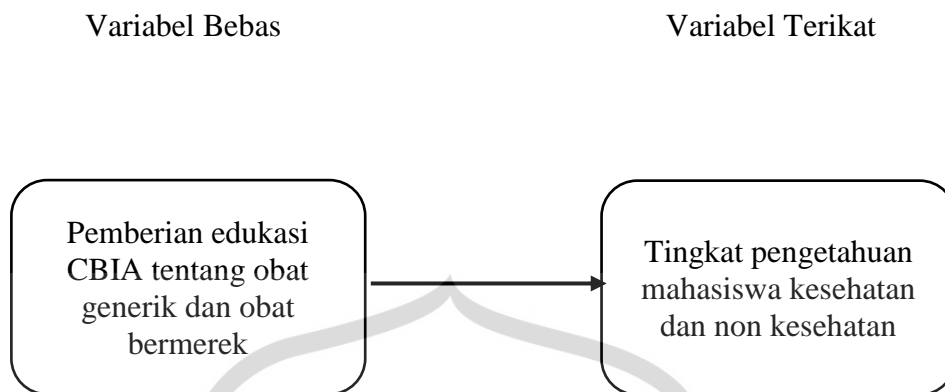 Variabel Bebas
Variabel Terikat
Pemberian edukasi
CBIA tentang obat
generik dan obat
bermerek
Tingkat pengetahuan
mahasiswa kesehatan
dan non kesehatan